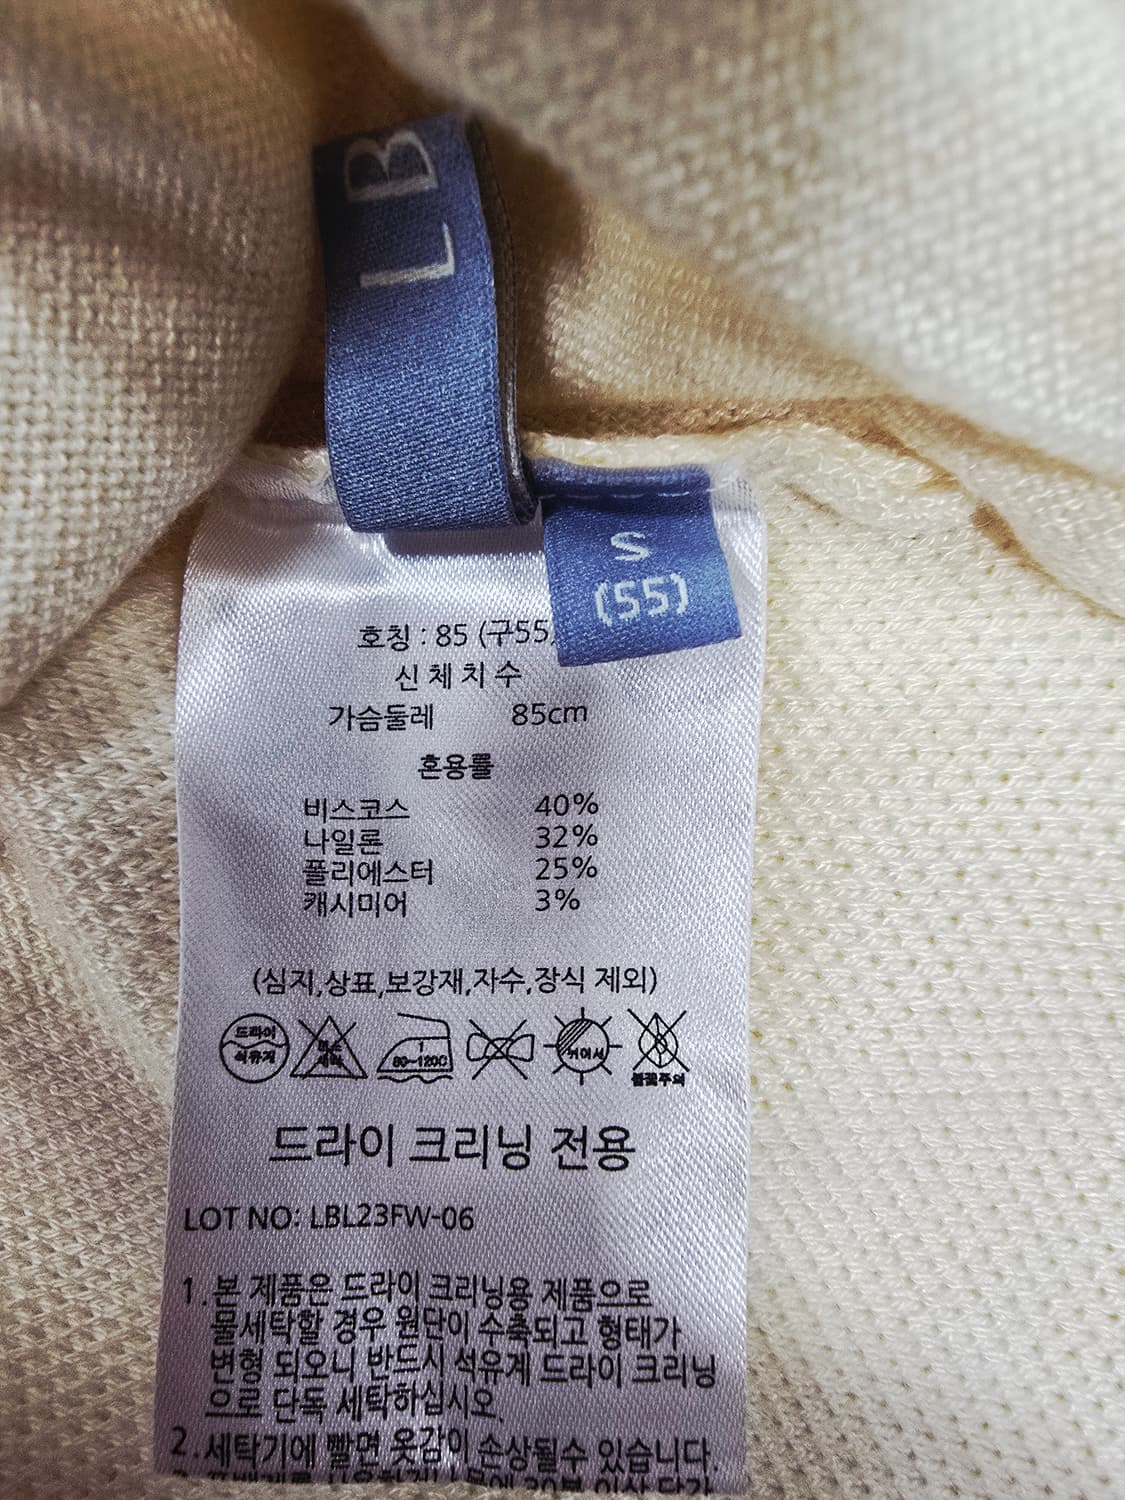 LB
S
(55)
호칭 : 85 (구55
신체치수
가슴둘레 85cm
혼용률
비스코스 40%
나일론 32%
폴리에스터 25%
캐시미어 3%
(심지,상표,보강재,자수,장식 제외)
드라이
석유계
80~120C
1
불꽃주의
드라이 크리닝 전용
LOT NO: LBL23FW-06
1. 본 제품은 드라이 크리닝용 제품으로
물세탁할 경우 원단이 수축되고 형태가
변형 되오니 반드시 석유계 드라이 크리닝
으로 단독 세탁하십시오.
2. 세탁기에 빨면 옷감이 손상될수 있습니다.